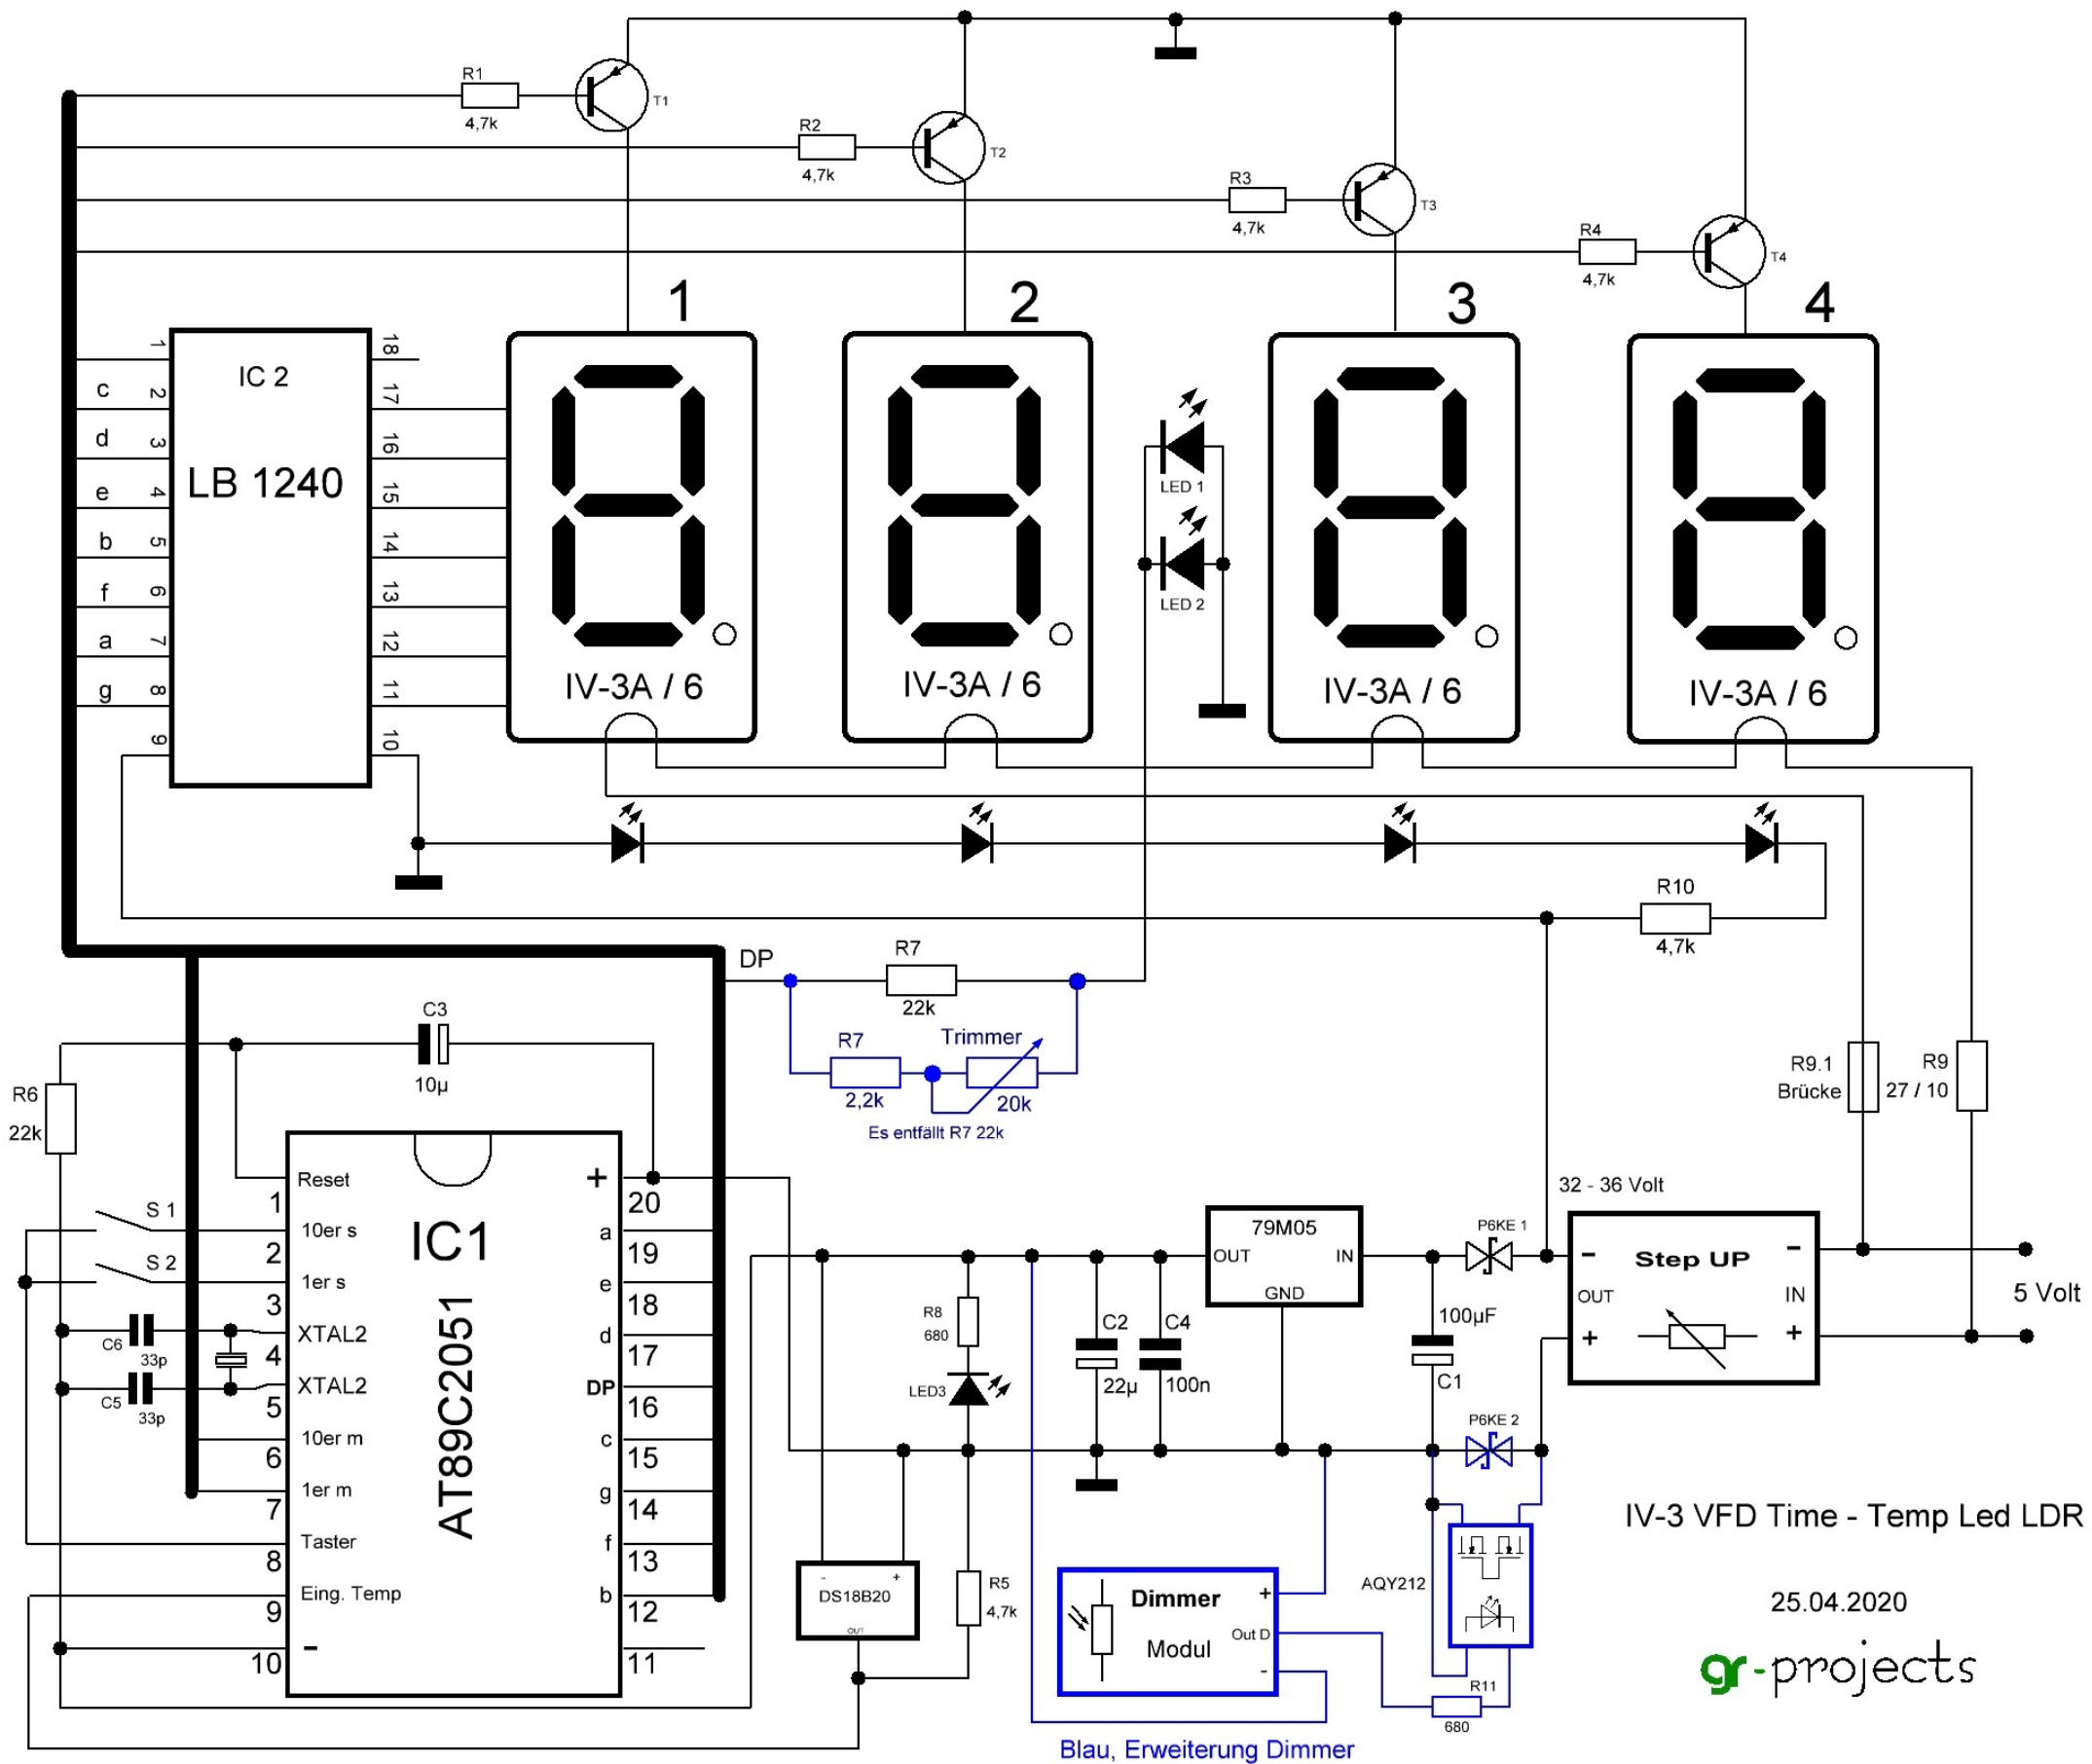 R1
4,7k
T1
R2
4,7k
T2
R3
4,7k
T3
R4
4,7k
T4
1
2
3
4
IC 2
LB 1240
1
2
3
4
5
6
7
8
9
18
17
16
15
14
13
12
11
10
c
d
e
b
f
a
g
IV-3A / 6
IV-3A / 6
IV-3A / 6
IV-3A / 6
LED 1
LED 2
R10
4,7k
DP
R7
22k
R7
2,2k
Trimmer
20k
Es entfällt R7 22k
C3
10µ
R6
22k
R9.1
Brücke
R9
27 / 10
S 1
S 2
C6
33p
C5
33p
IC1
AT89C2051
Reset
1
10er s
2
1er s
3
XTAL2
4
XTAL2
5
10er m
6
1er m
7
Taster
8
Eing. Temp
9
-
10
+
20
a
19
e
18
d
17
DP
16
c
15
g
14
f
13
b
12
11
R8
680
LED3
C2
22µ
C4
100n
79M05
OUT
IN
GND
100µF
C1
P6KE 1
P6KE 2
32 - 36 Volt
Step UP
-
OUT
+
-
IN
+
5 Volt
DS18B20
-
+
OUT
R5
4,7k
Dimmer
Modul
+
Out D
-
AQY212
R11
680
Blau, Erweiterung Dimmer
IV-3 VFD Time - Temp Led LDR
25.04.2020
gr-projects